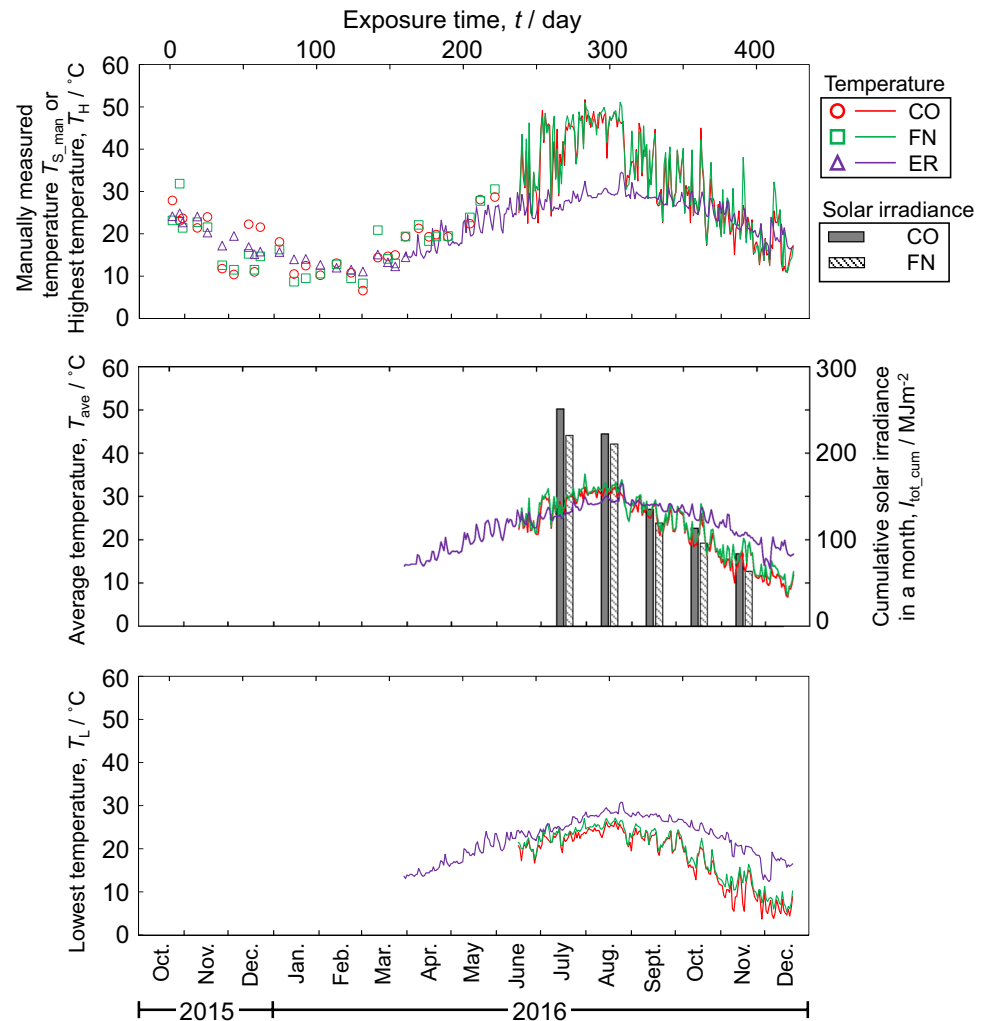 Exposure time, t / day
0 100 200 300 400
Manually measured
temperature T_S_man or
Highest temperature, T_H / ˚C
60
50
40
30
20
10
0
Temperature
CO
FN
ER
Solar irradiance
CO
FN
Average temperature, T_ave / ˚C
60
50
40
30
20
10
0
300
200
100
0
Cumulative solar irradiance
in a month, I_tot_cum / MJm-2
Lowest temperature, T_L / ˚C
60
50
40
30
20
10
0
Oct. Nov. Dec. Jan. Feb. Mar. Apr. May June July Aug. Sept. Oct. Nov. Dec.
2015 2016